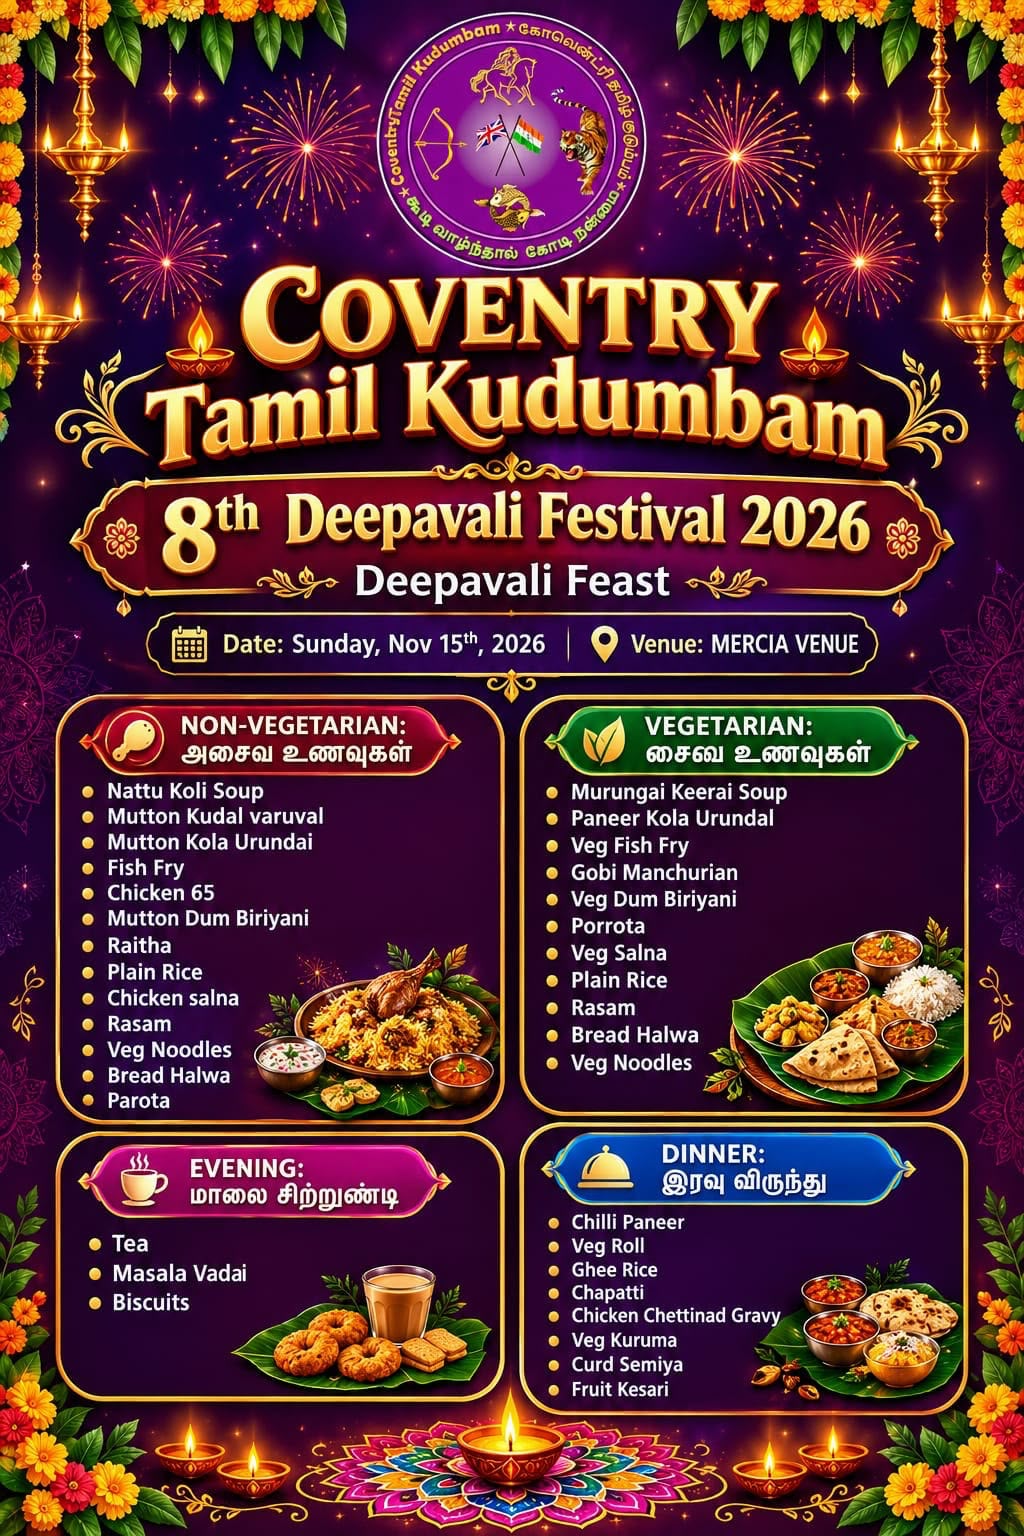 CoventryTamil Kudumbam ★ கோவென்ட்ரி தமிழ் குடும்பம் ★
கூடி வாழ்ந்தால் கோடி நன்மை
COVENTRY
Tamil Kudumbam
8th Deepavali Festival 2026
Deepavali Feast
Date: Sunday, Nov 15th, 2026
Venue: MERCIA VENUE
NON-VEGETARIAN:
அசைவ உணவுகள்
Nattu Koli Soup
Mutton Kudal varuval
Mutton Kola Urundai
Fish Fry
Chicken 65
Mutton Dum Biriyani
Raitha
Plain Rice
Chicken salna
Rasam
Veg Noodles
Bread Halwa
Parota
VEGETARIAN:
சைவ உணவுகள்
Murungai Keerai Soup
Paneer Kola Urundal
Veg Fish Fry
Gobi Manchurian
Veg Dum Biriyani
Porrota
Veg Salna
Plain Rice
Rasam
Bread Halwa
Veg Noodles
EVENING:
மாலை சிற்றுண்டி
Tea
Masala Vadai
Biscuits
DINNER:
இரவு விருந்து
Chilli Paneer
Veg Roll
Ghee Rice
Chapatti
Chicken Chettinad Gravy
Veg Kuruma
Curd Semiya
Fruit Kesari